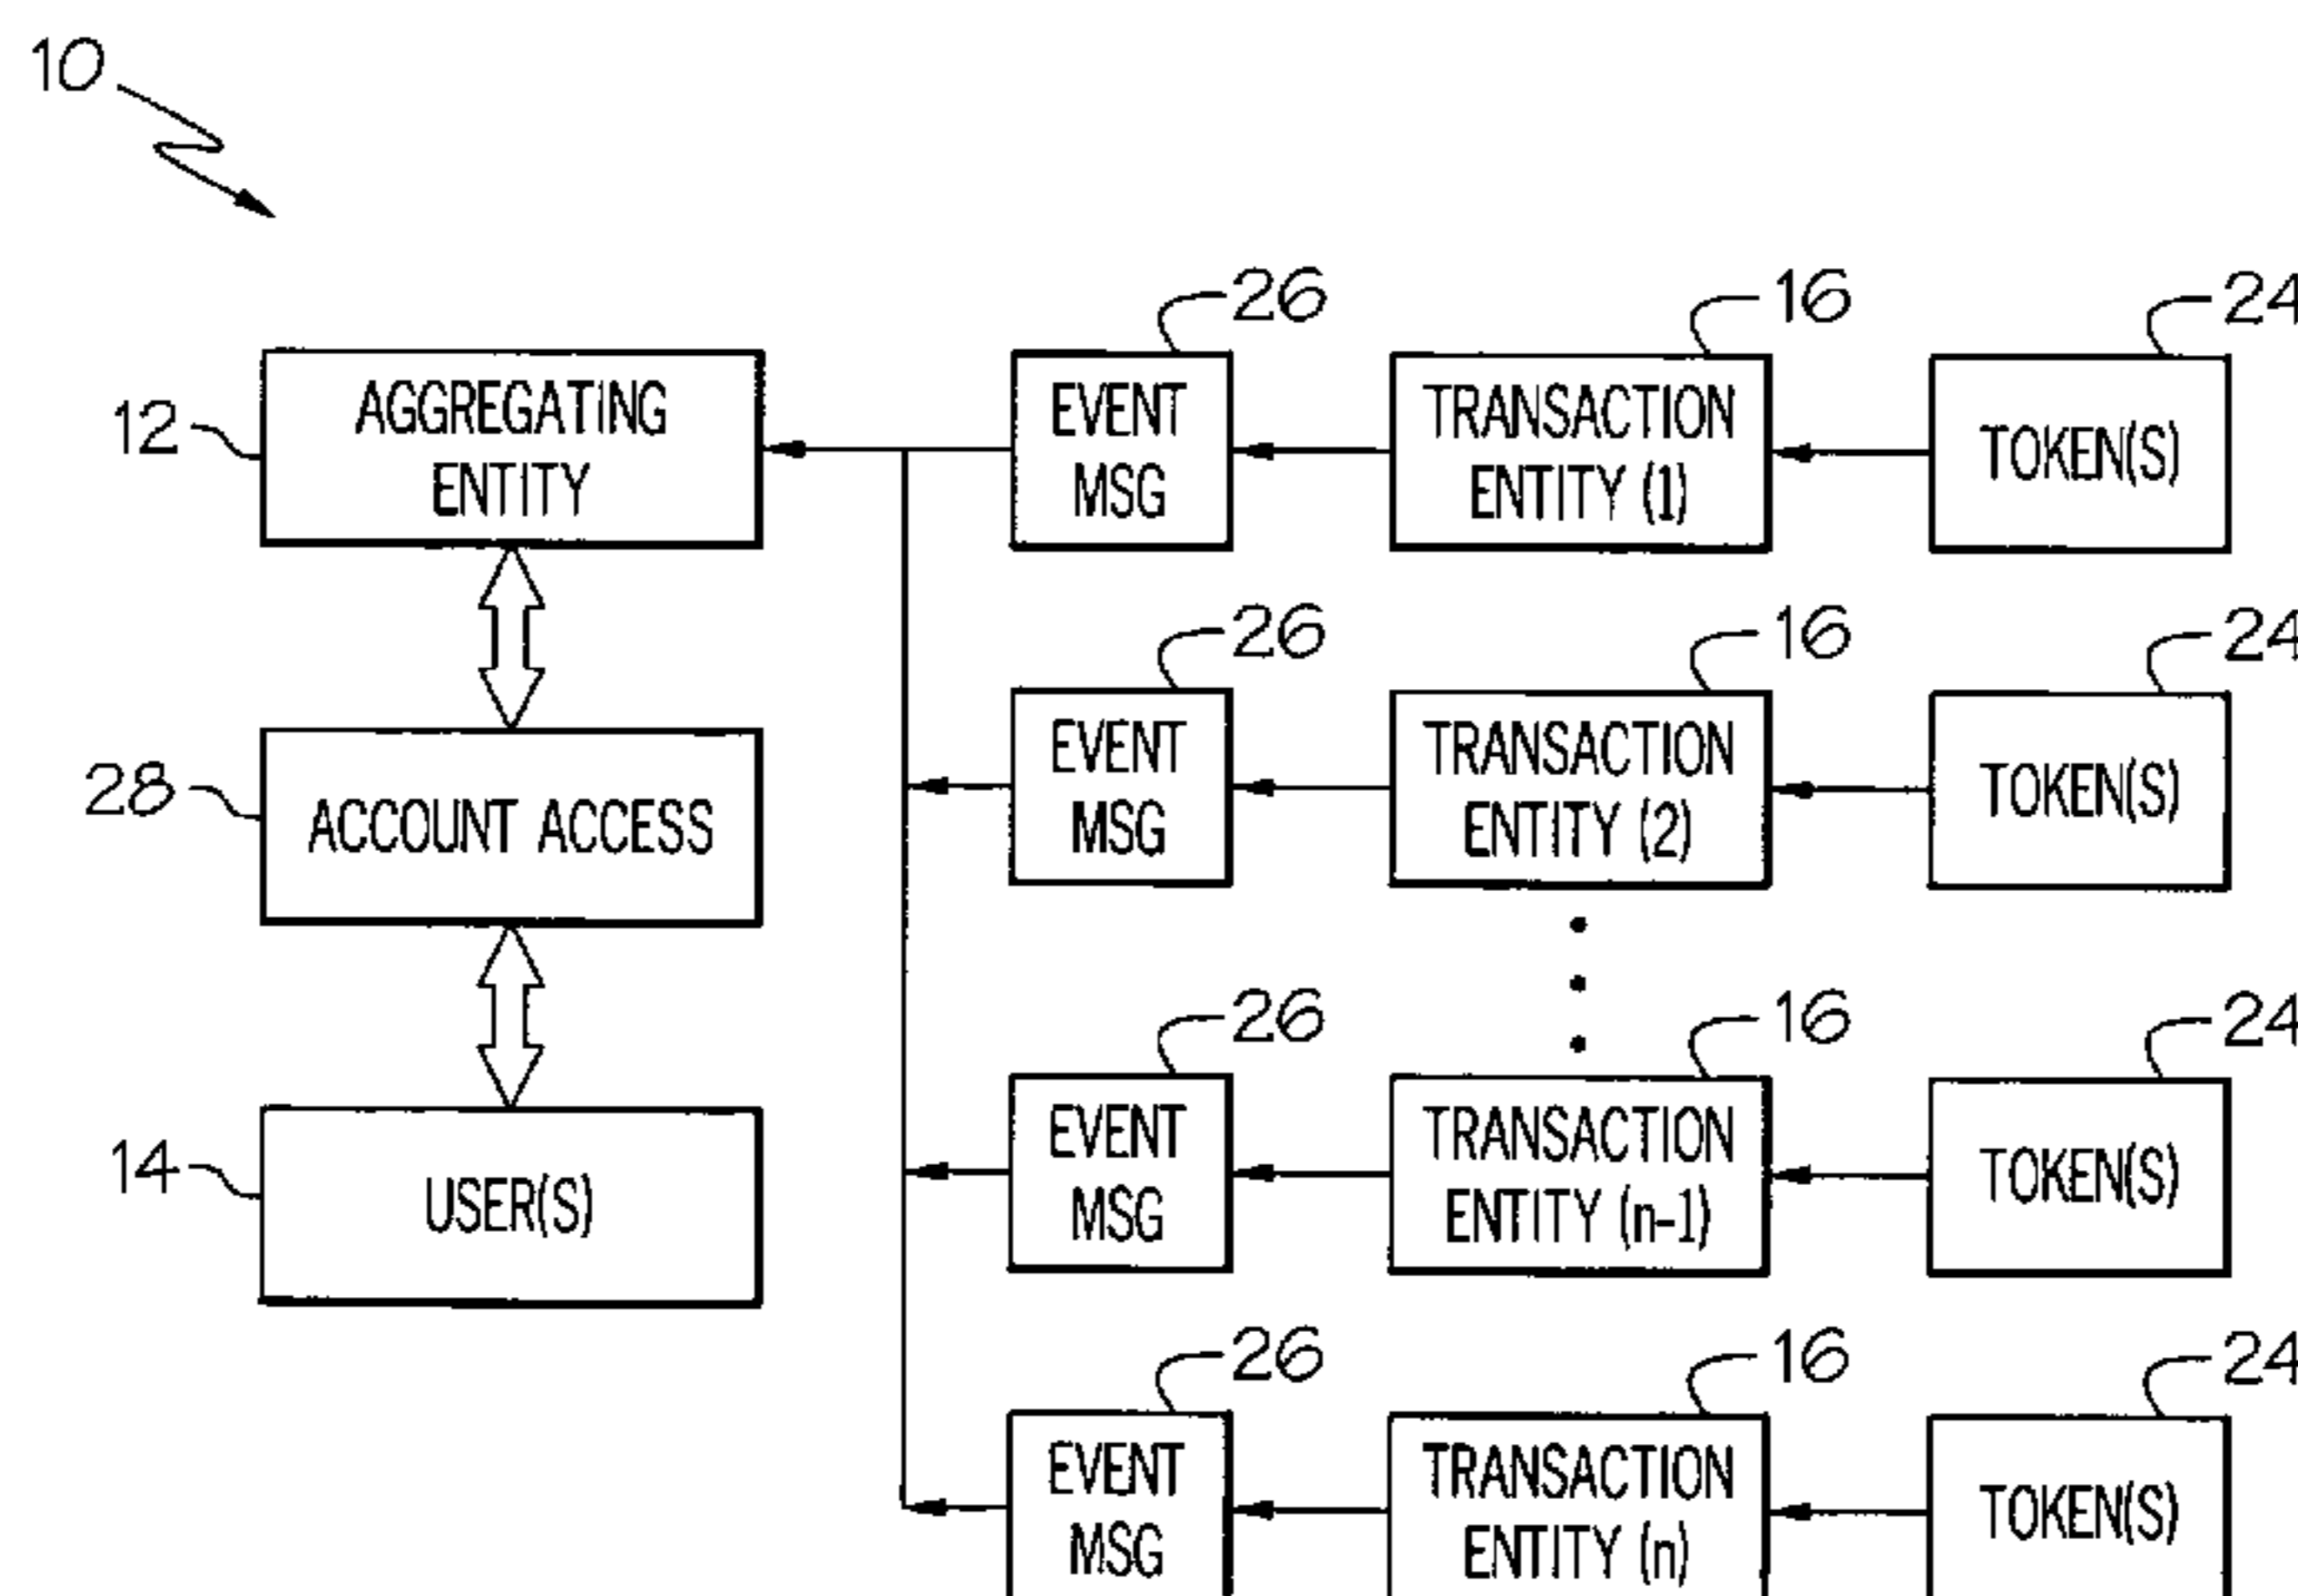 10
26
16
24
12
AGGREGATING
ENTITY
EVENT
MSG
TRANSACTION
ENTITY (1)
TOKEN(S)
26
16
24
28
ACCOUNT ACCESS
EVENT
MSG
TRANSACTION
ENTITY (2)
TOKEN(S)
26
16
24
14
USER(S)
EVENT
MSG
TRANSACTION
ENTITY (n-1)
TOKEN(S)
26
16
24
EVENT
MSG
TRANSACTION
ENTITY (n)
TOKEN(S)